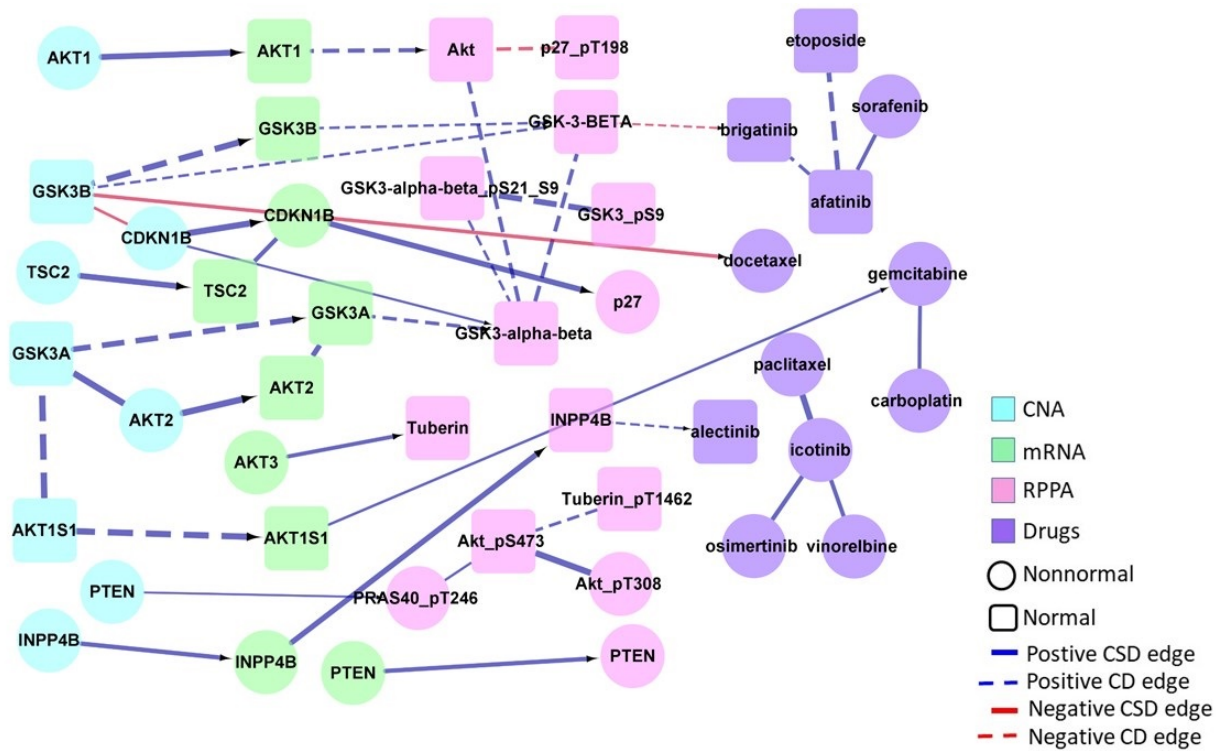 AKT1
AKT1
Akt
p27_pT198
etoposide
sorafenib
GSK3B
GSK-3-BETA
brigatinib
GSK3B
GSK3-alpha-beta_pS21_S9
GSK3_pS9
afatinib
CDKN1B
CDKN1B
docetaxel
TSC2
TSC2
p27
gemcitabine
GSK3A
GSK3-alpha-beta
GSK3A
paclitaxel
AKT2
AKT2
carboplatin
Tuberin
INPP4B
alectinib
icotinib
AKT3
AKT1S1
AKT1S1
Tuberin_pT1462
Akt_pS473
osimertinib
vinorelbine
PTEN
PRAS40_pT246
Akt_pT308
INPP4B
INPP4B
PTEN
PTEN
CNA
mRNA
RPPA
Drugs
Nonnormal
Normal
Postive CSD edge
Positive CD edge
Negative CSD edge
Negative CD edge